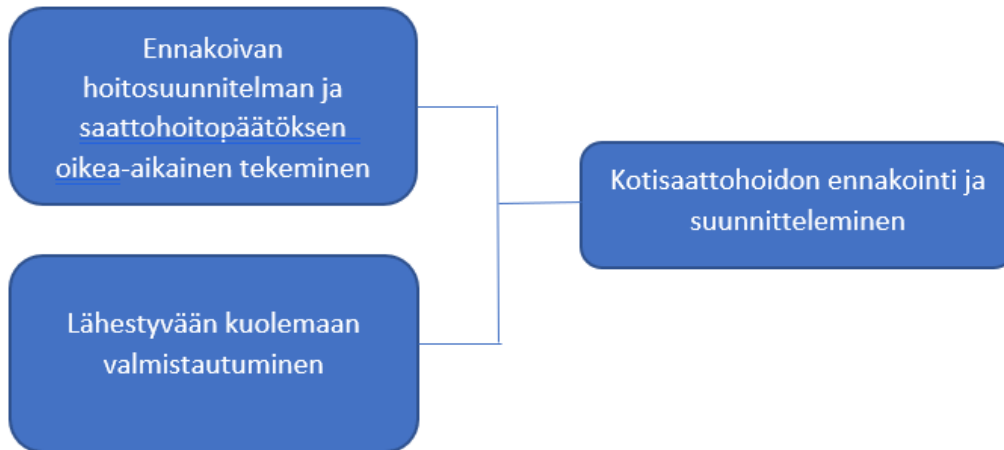 Ennakoivan
hoitosuunnitelman ja
saattohoitopäätöksen
oikea-aikainen tekeminen
Kotisaattohoidon ennakointi ja
suunnitteleminen
Lähestyvään kuolemaan
valmistautuminen